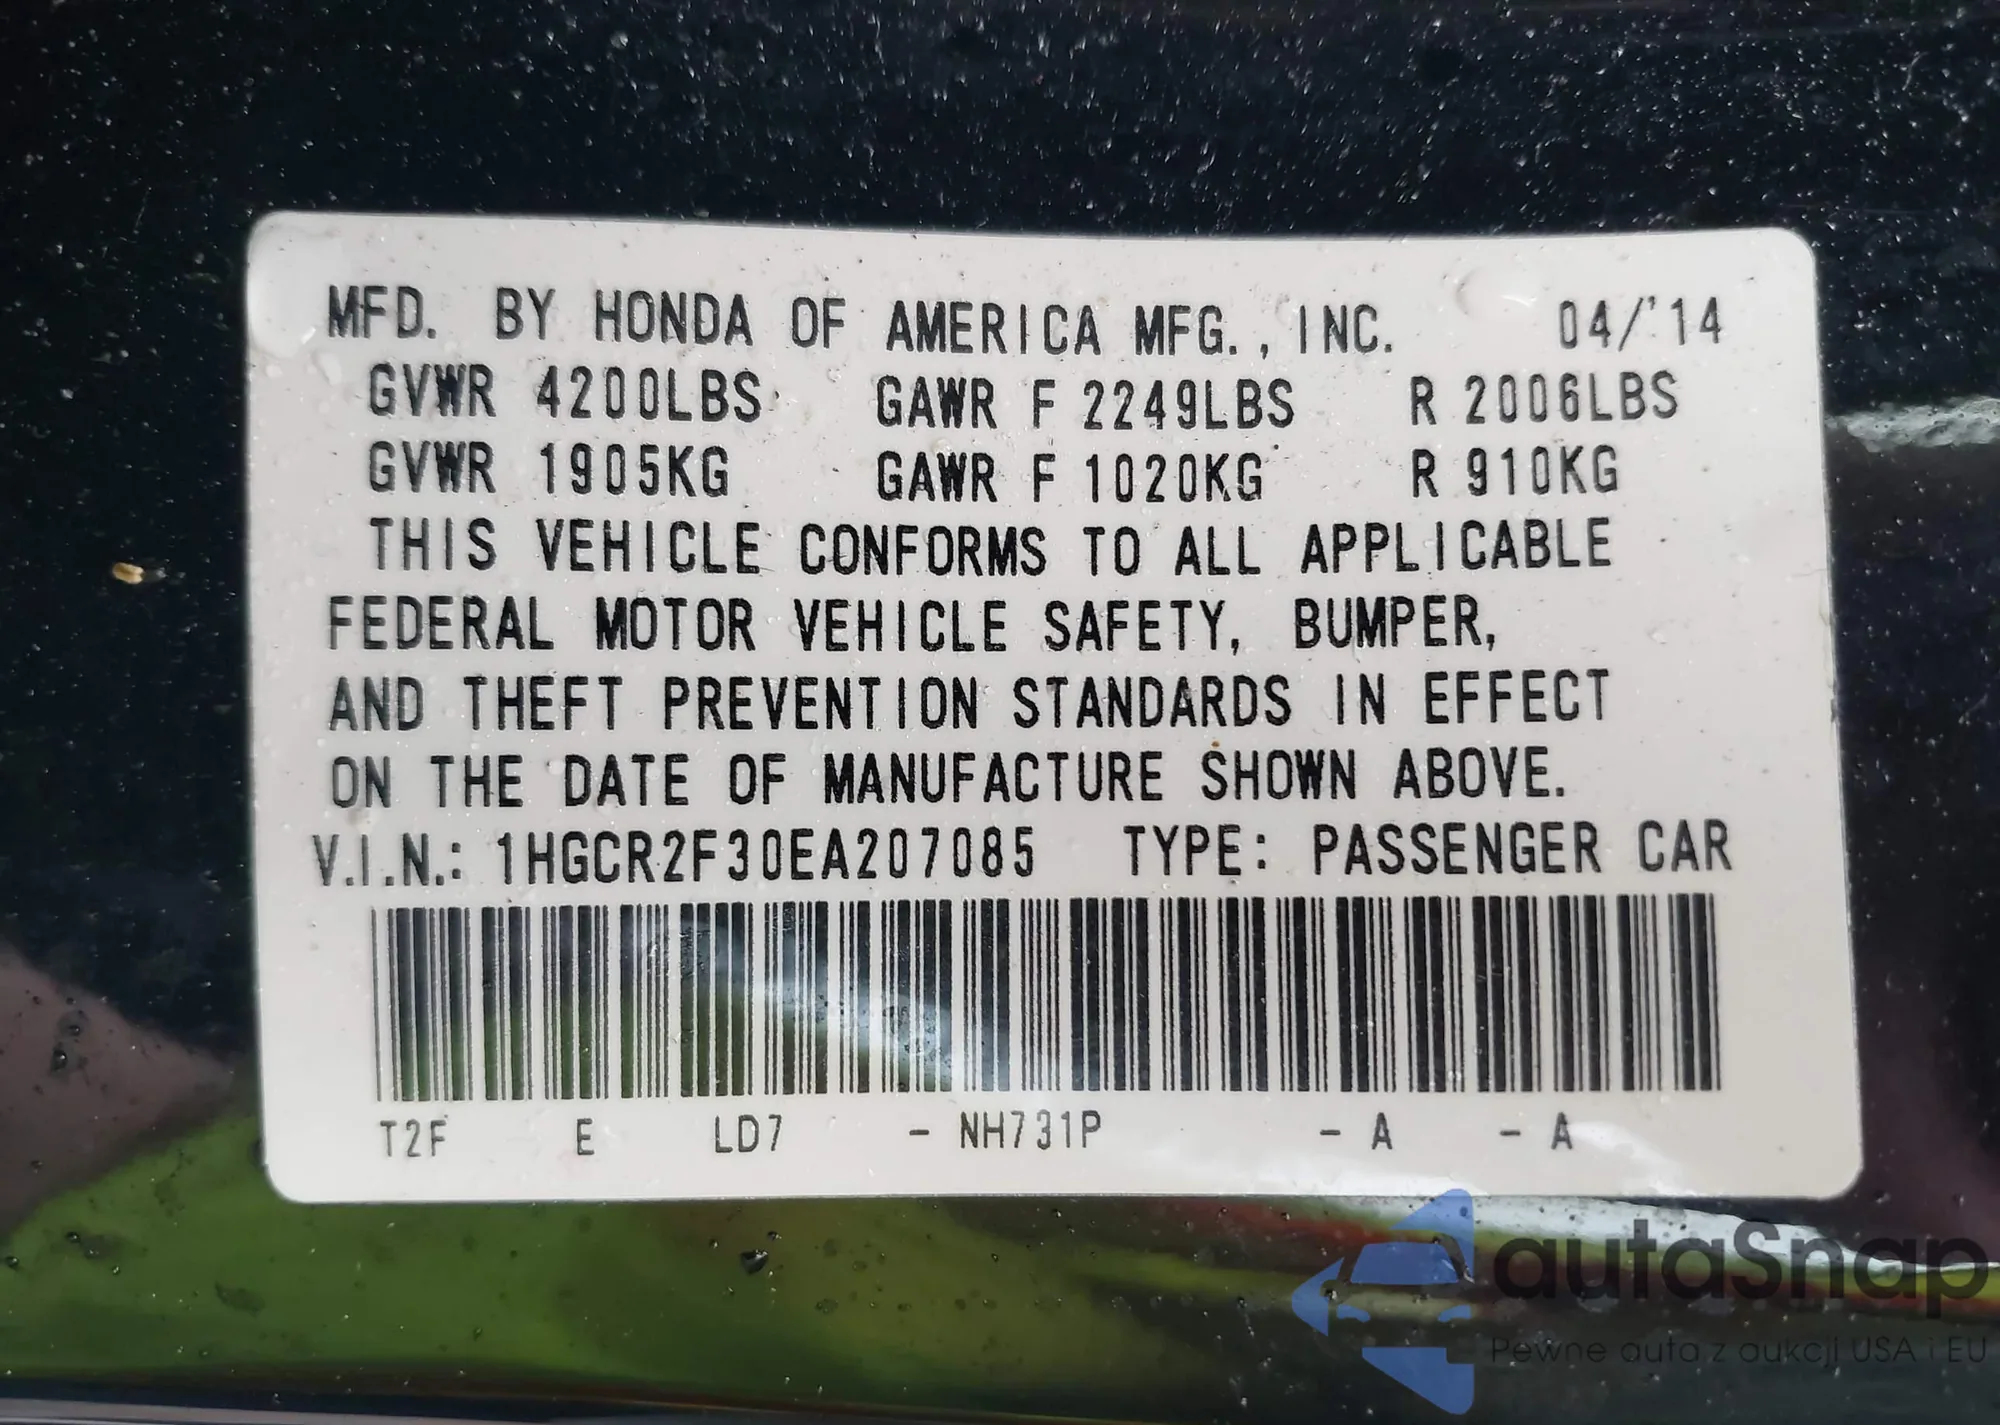 MFD. BY HONDA OF AMERICA MFG., INC. 04/'14
GVWR 4200LBS GAWR F 2249LBS R 2006LBS
GVWR 1905KG GAWR F 1020KG R 910KG
THIS VEHICLE CONFORMS TO ALL APPLICABLE
FEDERAL MOTOR VEHICLE SAFETY, BUMPER,
AND THEFT PREVENTION STANDARDS IN EFFECT
ON THE DATE OF MANUFACTURE SHOWN ABOVE.
V.I.N.: 1HGCR2F30EA207085 TYPE: PASSENGER CAR
T2F E LD7 - NH731P - A - A
autaSnap
Pewne auta z aukcji USA i EU